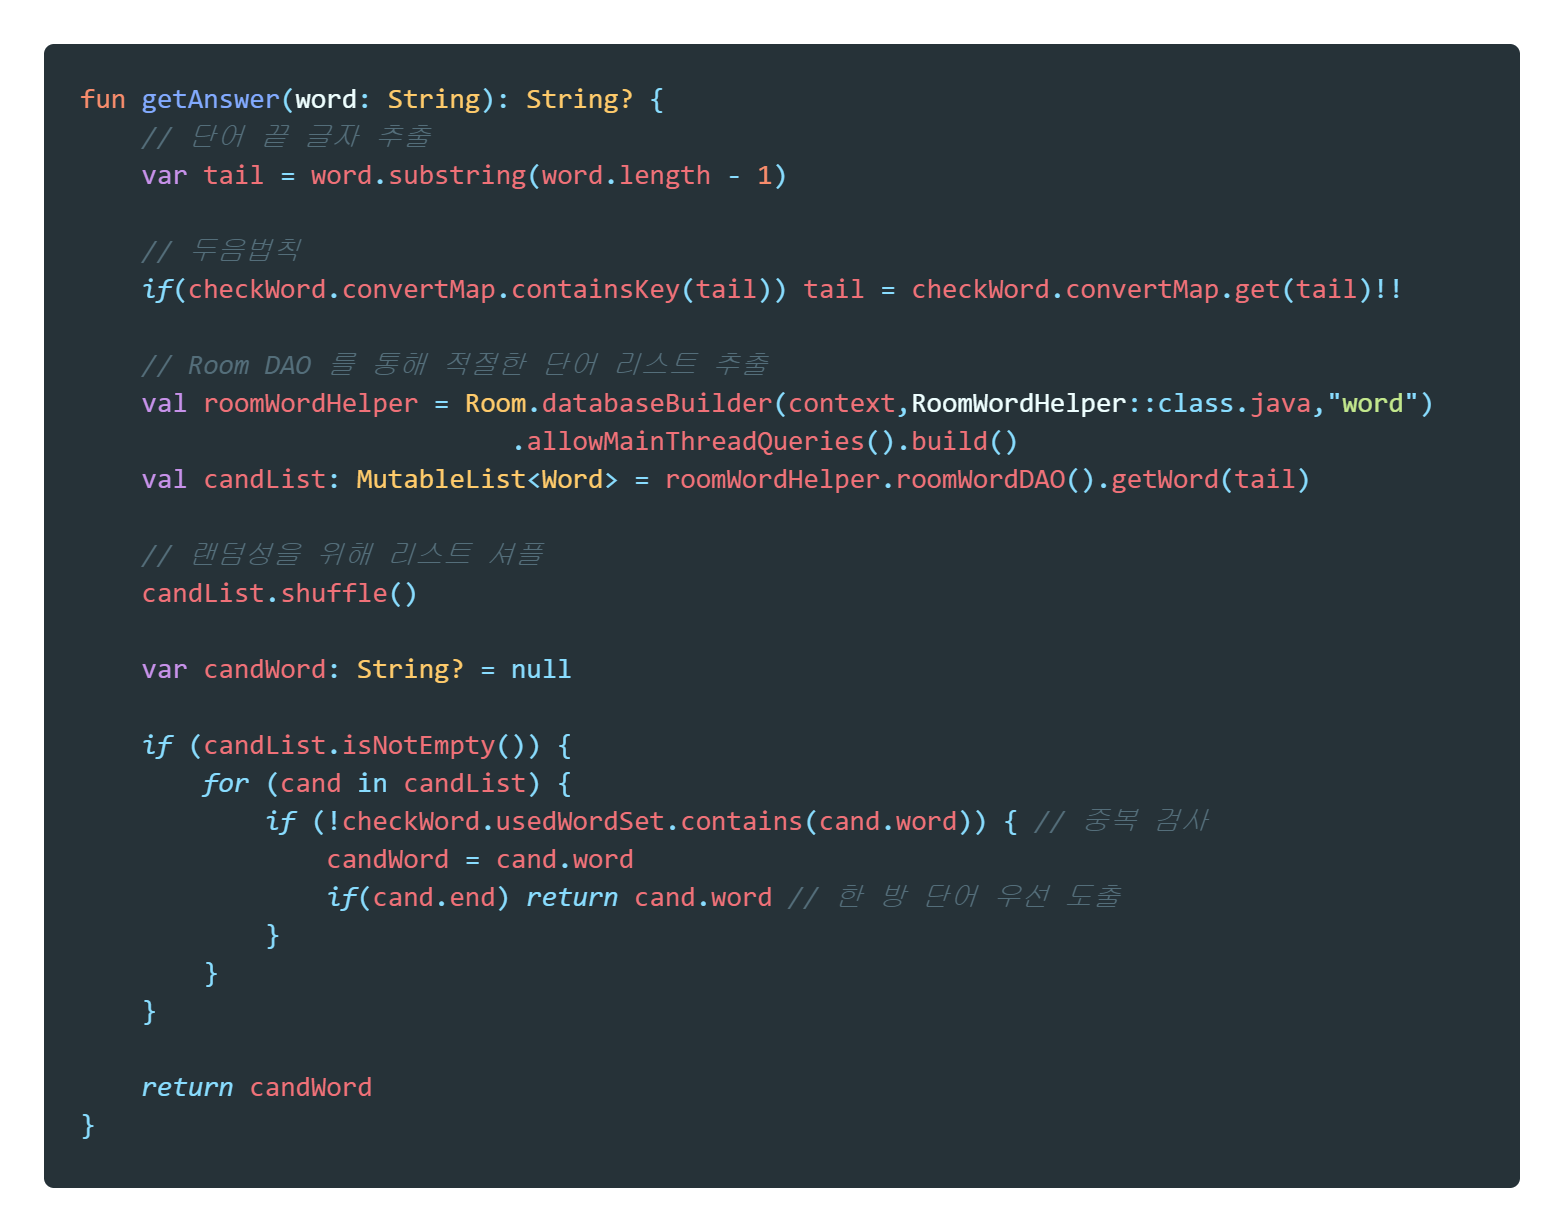 fun getAnswer(word: String): String? {
    // 단어 끝 글자 추출
    var tail = word.substring(word.length - 1)
    // 두음법칙
    if(checkWord.convertMap.containsKey(tail)) tail = checkWord.convertMap.get(tail)!!
    // Room DAO 를 통해 적절한 단어 리스트 추출
    val roomWordHelper = Room.databaseBuilder(context,RoomWordHelper::class.java,"word")
                            .allowMainThreadQueries().build()
    val candList: MutableList<Word> = roomWordHelper.roomWordDAO().getWord(tail)
    // 랜덤성을 위해 리스트 셔플
    candList.shuffle()
    var candWord: String? = null
    if (candList.isNotEmpty()) {
        for (cand in candList) {
            if (!checkWord.usedWordSet.contains(cand.word)) { // 중복 검사
                candWord = cand.word
                if(cand.end) return cand.word // 한 방 단어 우선 도출
            }
        }
    }
    return candWord
}